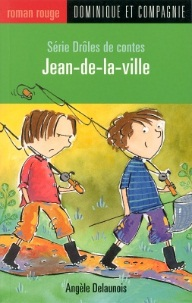 roman rouge DOMINIQUE ET COMPAGNIE
Série Drôles de contes
Jean-de-la-ville
Angèle Delaunois